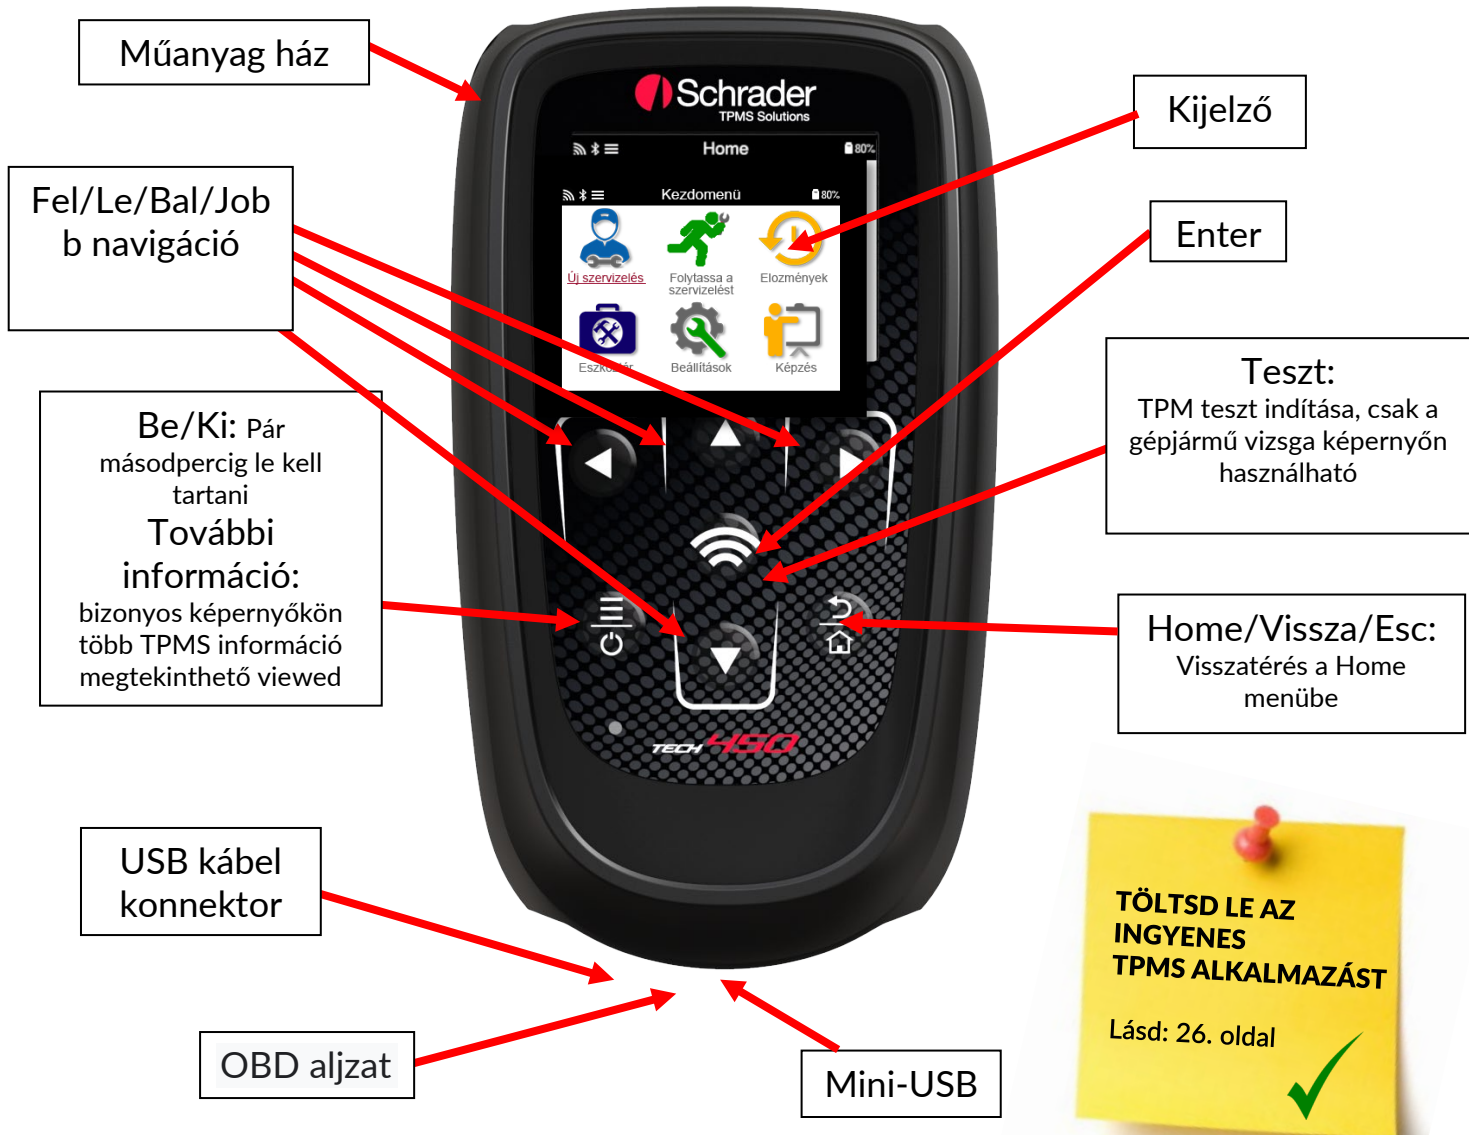 Műanyag ház
Schrader
TPMS Solutions
Kijelző
Home
80%
Fel/Le/Bal/Job
b navigáció
Kezdomenü
80%
Enter
Új szervizelés
Folytassa a
szervizelést
Elozmények
Eszköztár
Beállítások
Képzés
Teszt:
TPM teszt indítása, csak a
gépjármű vizsga képernyőn
használható
Be/Ki: Pár
másodpercig le kell
tartani
További
információ:
bizonyos képernyőkön
több TPMS információ
megtekinthető viewed
Home/Vissza/Esc:
Visszatérés a Home
menübe
TECH 450
USB kábel
konnektor
TÖLTSD LE AZ
INGYENES
TPMS ALKALMAZÁST
Lásd: 26. oldal
OBD aljzat
Mini-USB